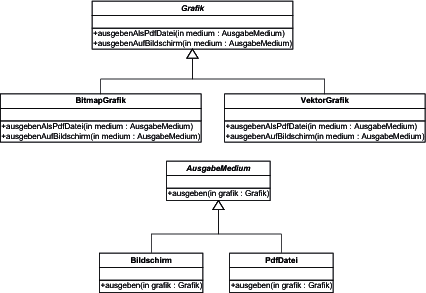 Grafik
+ausgebenAlsPdfDatei(in medium : AusgabeMedium)
+ausgebenAufBildschirm(in medium : AusgabeMedium)
BitmapGrafik
+ausgebenAlsPdfDatei(in medium : AusgabeMedium)
+ausgebenAufBildschirm(in medium : AusgabeMedium)
VektorGrafik
+ausgebenAlsPdfDatei(in medium : AusgabeMedium)
+ausgebenAufBildschirm(in medium : AusgabeMedium)
AusgabeMedium
+ausgeben(in grafik : Grafik)
Bildschirm
+ausgeben(in grafik : Grafik)
PdfDatei
+ausgeben(in grafik : Grafik)